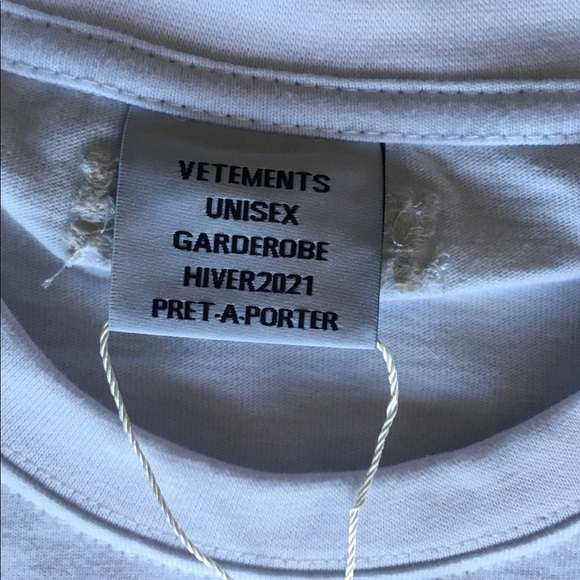 VETEMENTS
UNISEX
GARDEROBE
HIVER2021
PRET-A-PORTER